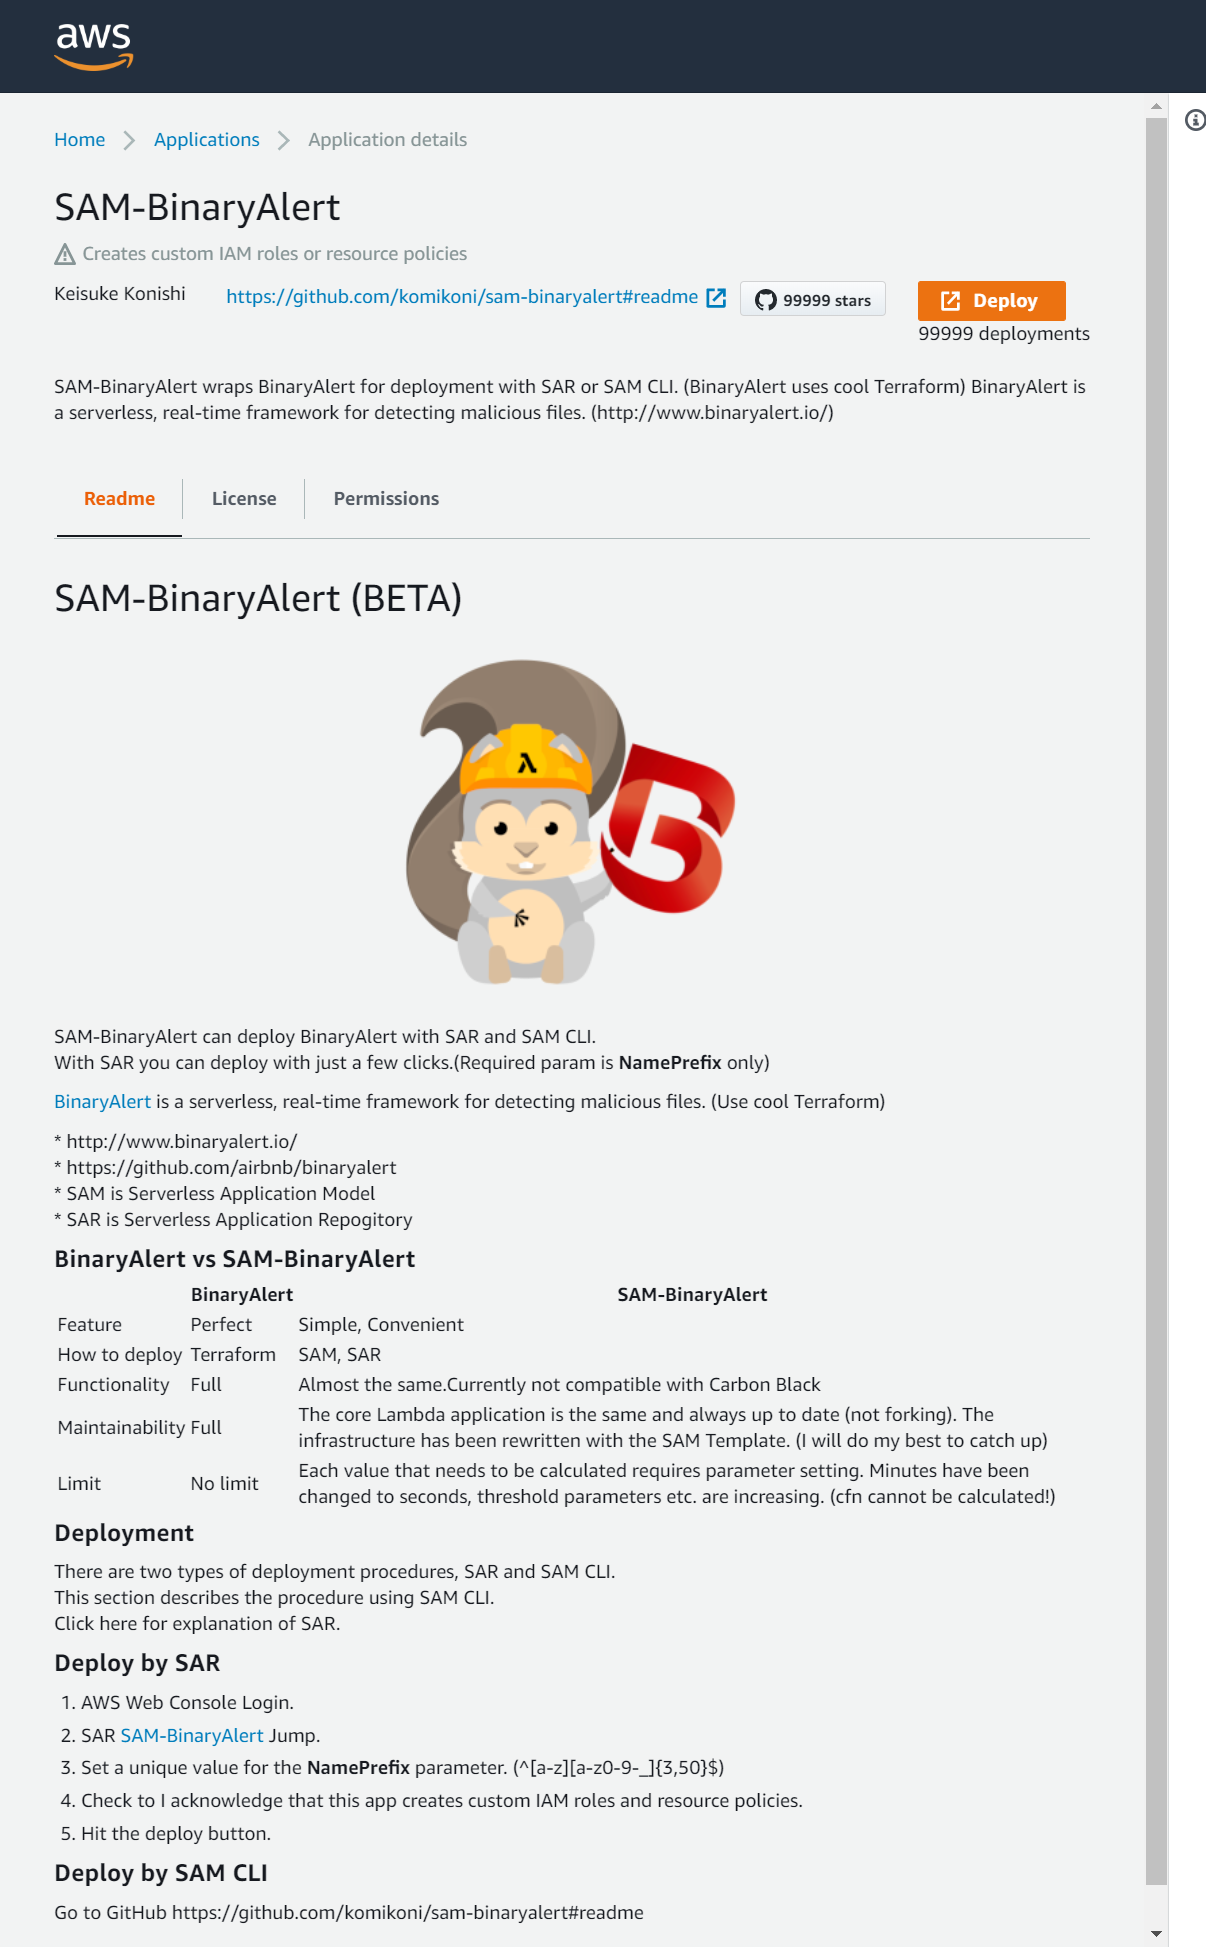 aws
Home Applications Application details
SAM-BinaryAlert
Creates custom IAM roles or resource policies
Keisuke Konishi https://github.com/komikoni/sam-binaryalert#readme 99999 stars Deploy
99999 deployments
SAM-BinaryAlert wraps BinaryAlert for deployment with SAR or SAM CLI. (BinaryAlert uses cool Terraform) BinaryAlert is
a serverless, real-time framework for detecting malicious files. (http://www.binaryalert.io/)
Readme License Permissions
SAM-BinaryAlert (BETA)
λ
B
SAM-BinaryAlert can deploy BinaryAlert with SAR and SAM CLI.
With SAR you can deploy with just a few clicks.(Required param is NamePrefix only)
BinaryAlert is a serverless, real-time framework for detecting malicious files. (Use cool Terraform)
* http://www.binaryalert.io/
* https://github.com/airbnb/binaryalert
* SAM is Serverless Application Model
* SAR is Serverless Application Repogitory
BinaryAlert vs SAM-BinaryAlert
BinaryAlert SAM-BinaryAlert
Feature Perfect Simple, Convenient
How to deploy Terraform SAM, SAR
Functionality Full Almost the same.Currently not compatible with Carbon Black
Maintainability Full The core Lambda application is the same and always up to date (not forking). The
infrastructure has been rewritten with the SAM Template. (I will do my best to catch up)
Limit No limit Each value that needs to be calculated requires parameter setting. Minutes have been
changed to seconds, threshold parameters etc. are increasing. (cfn cannot be calculated!)
Deployment
There are two types of deployment procedures, SAR and SAM CLI.
This section describes the procedure using SAM CLI.
Click here for explanation of SAR.
Deploy by SAR
1. AWS Web Console Login.
2. SAR SAM-BinaryAlert Jump.
3. Set a unique value for the NamePrefix parameter. (^[a-z][a-z0-9-_]{3,50}$)
4. Check to I acknowledge that this app creates custom IAM roles and resource policies.
5. Hit the deploy button.
Deploy by SAM CLI
Go to GitHub https://github.com/komikoni/sam-binaryalert#readme